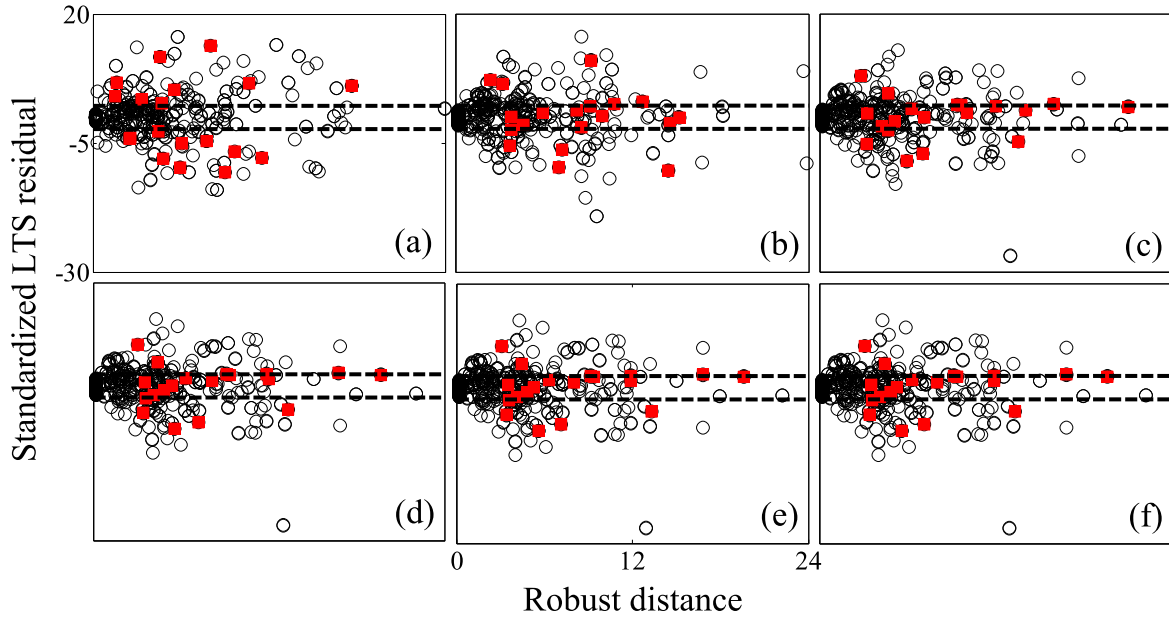 20
-5
-30
Standardized LTS residual
(a)
(b)
(c)
(d)
(e)
(f)
0
12
24
Robust distance